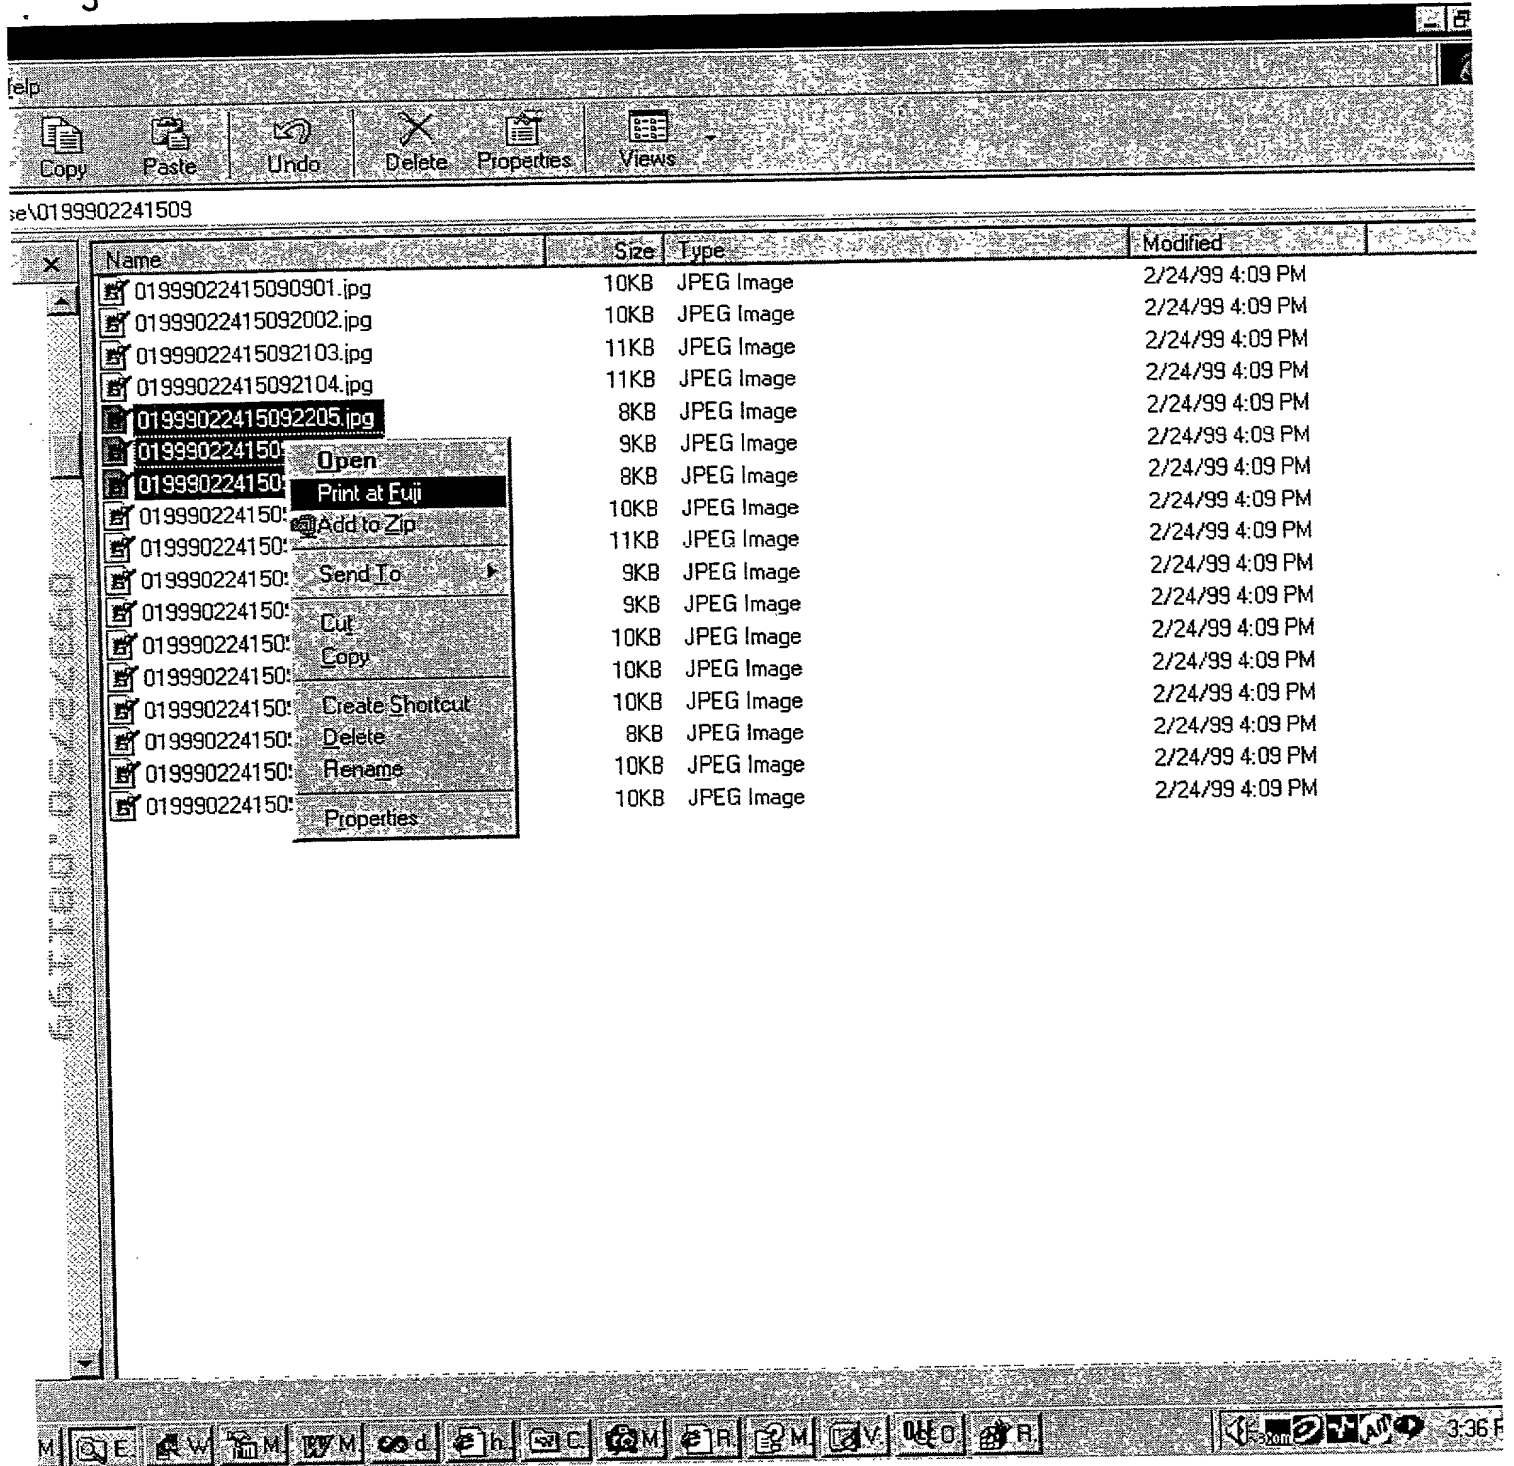 elp
Copy Paste Undo Delete Properties Views
se\0199902241509
Name Size Type Modified
01999022415090901.jpg 10KB JPEG Image 2/24/99 4:09 PM
01999022415092002.jpg 10KB JPEG Image 2/24/99 4:09 PM
01999022415092103.jpg 11KB JPEG Image 2/24/99 4:09 PM
01999022415092104.jpg 11KB JPEG Image 2/24/99 4:09 PM
01999022415092205.jpg 8KB JPEG Image 2/24/99 4:09 PM
019990224150 9KB JPEG Image 2/24/99 4:09 PM
019990224150 8KB JPEG Image 2/24/99 4:09 PM
019990224150 10KB JPEG Image 2/24/99 4:09 PM
019990224150 11KB JPEG Image 2/24/99 4:09 PM
019990224150 9KB JPEG Image 2/24/99 4:09 PM
019990224150 9KB JPEG Image 2/24/99 4:09 PM
019990224150 10KB JPEG Image 2/24/99 4:09 PM
019990224150 10KB JPEG Image 2/24/99 4:09 PM
019990224150 10KB JPEG Image 2/24/99 4:09 PM
019990224150 8KB JPEG Image 2/24/99 4:09 PM
019990224150 10KB JPEG Image 2/24/99 4:09 PM
019990224150 10KB JPEG Image 2/24/99 4:09 PM
Open
Print at Fuji
Add to Zip
Send To
Cut
Copy
Create Shortcut
Delete
Rename
Properties
M. E. W. M. M. d. h. C. M. R. M. V. O. R. 3:36 P